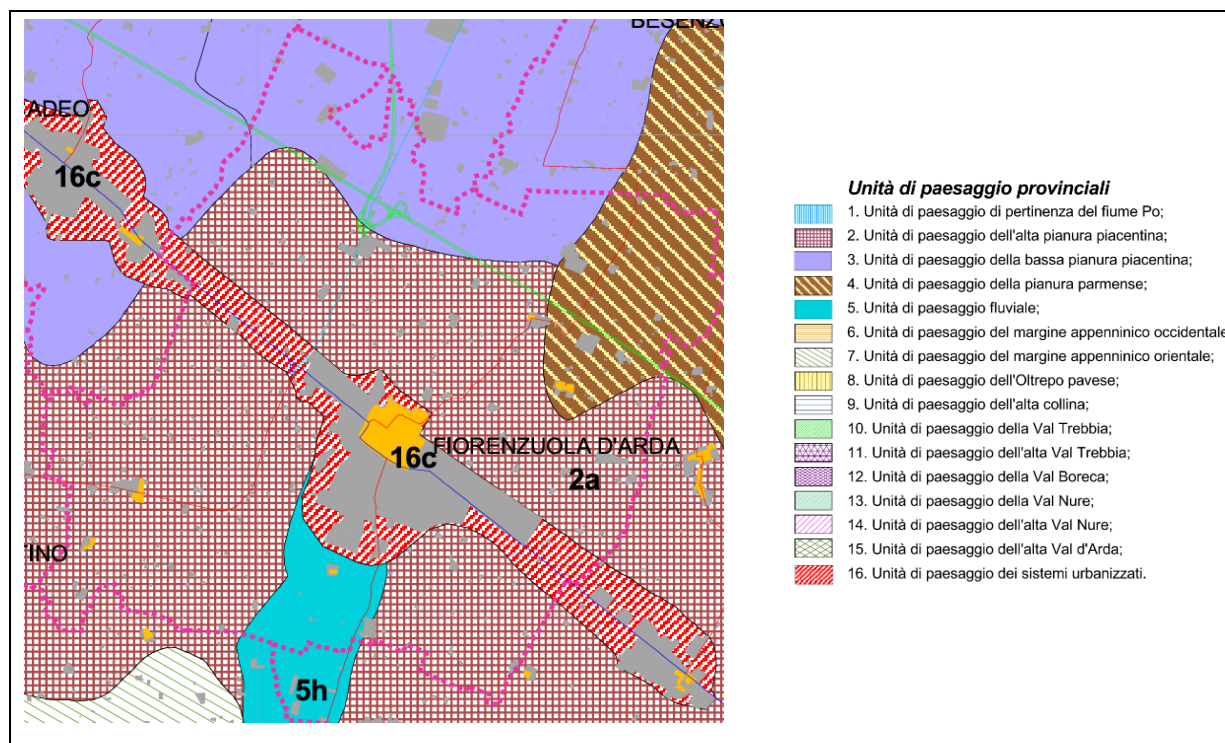 BESENZU
ADEO
16c
FIORENZUOLA D'ARDA
16c
2a
TINO
5h
Unità di paesaggio provinciali
1. Unità di paesaggio di pertinenza del fiume Po;
2. Unità di paesaggio dell'alta pianura piacentina;
3. Unità di paesaggio della bassa pianura piacentina;
4. Unità di paesaggio della pianura parmense;
5. Unità di paesaggio fluviale;
6. Unità di paesaggio del margine appenninico occidentale
7. Unità di paesaggio del margine appenninico orientale;
8. Unità di paesaggio dell'Oltrepo pavese;
9. Unità di paesaggio dell'alta collina;
10. Unità di paesaggio della Val Trebbia;
11. Unità di paesaggio dell'alta Val Trebbia;
12. Unità di paesaggio della Val Boreca;
13. Unità di paesaggio della Val Nure;
14. Unità di paesaggio dell'alta Val Nure;
15. Unità di paesaggio dell'alta Val d'Arda;
16. Unità di paesaggio dei sistemi urbanizzati.